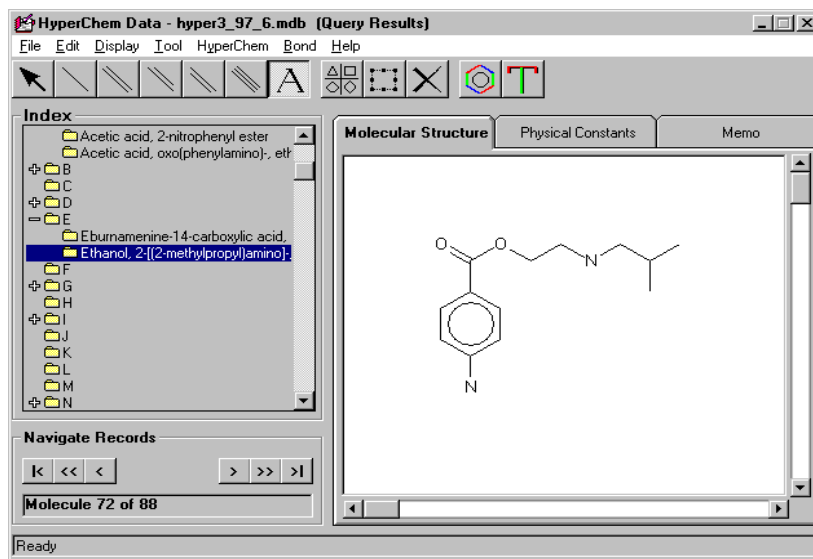 HyperChem Data - hyper3_97_6.mdb (Query Results)
File Edit Display Tool HyperChem Bond Help
A
T
Index
Acetic acid, 2-nitrophenyl ester
Acetic acid, oxo(phenylamino)-, eth
B
C
D
E
Eburnamenine-14-carboxylic acid,
Ethanol, 2-[(2-methylpropyl)amino]-,
F
G
H
I
J
K
L
M
N
Navigate Records
|< << < > >> >|
Molecule 72 of 88
Molecular Structure Physical Constants Memo
O O
N
N
Ready